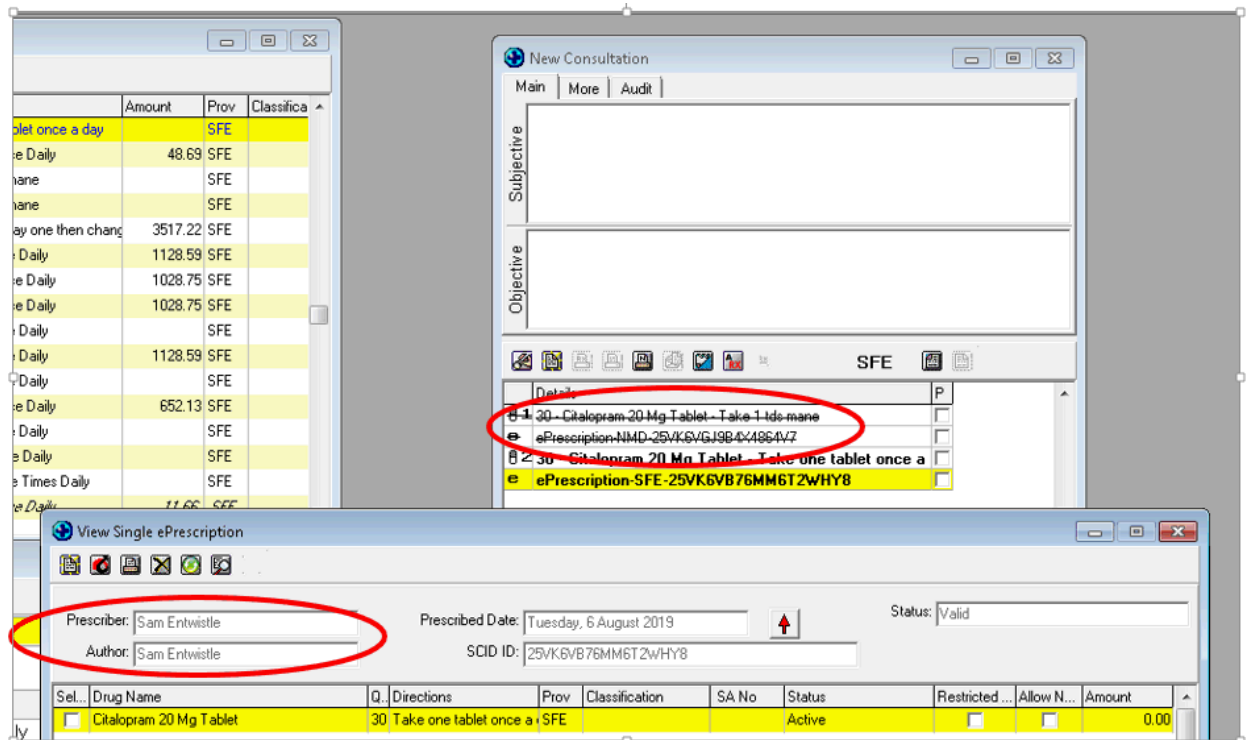 Amount Prov Classifica
blet once a day SFE
e Daily 48.69 SFE
nane SFE
nane SFE
ay one then chang 3517.22 SFE
Daily 1128.59 SFE
e Daily 1028.75 SFE
e Daily 1028.75 SFE
Daily SFE
Daily 1128.59 SFE
Daily SFE
e Daily 652.13 SFE
Daily SFE
e Daily SFE
e Times Daily SFE
e Daily 11.66 SFE
New Consultation
Main More Audit
Subjective
Objective
SFE
Details P
1 30 - Citalopram 20 Mg Tablet - Take 1 tds mane
e ePrescription-NMD-25VK6VGJ9B4X4864V7
2 30 - Citalopram 20 Mg Tablet - Take one tablet once a
e ePrescription-SFE-25VK6VB76MM6T2WHY8
View Single ePrescription
Prescriber: Sam Entwistle Prescribed Date: Tuesday, 6 August 2019 Status: Valid
Author: Sam Entwistle SCID ID: 25VK6VB76MM6T2WHY8
Sel... Drug Name Q.. Directions Prov Classification SA No Status Restricted ... Allow N... Amount
Citalopram 20 Mg Tablet 30 Take one tablet once a SFE Active 0.00
ly